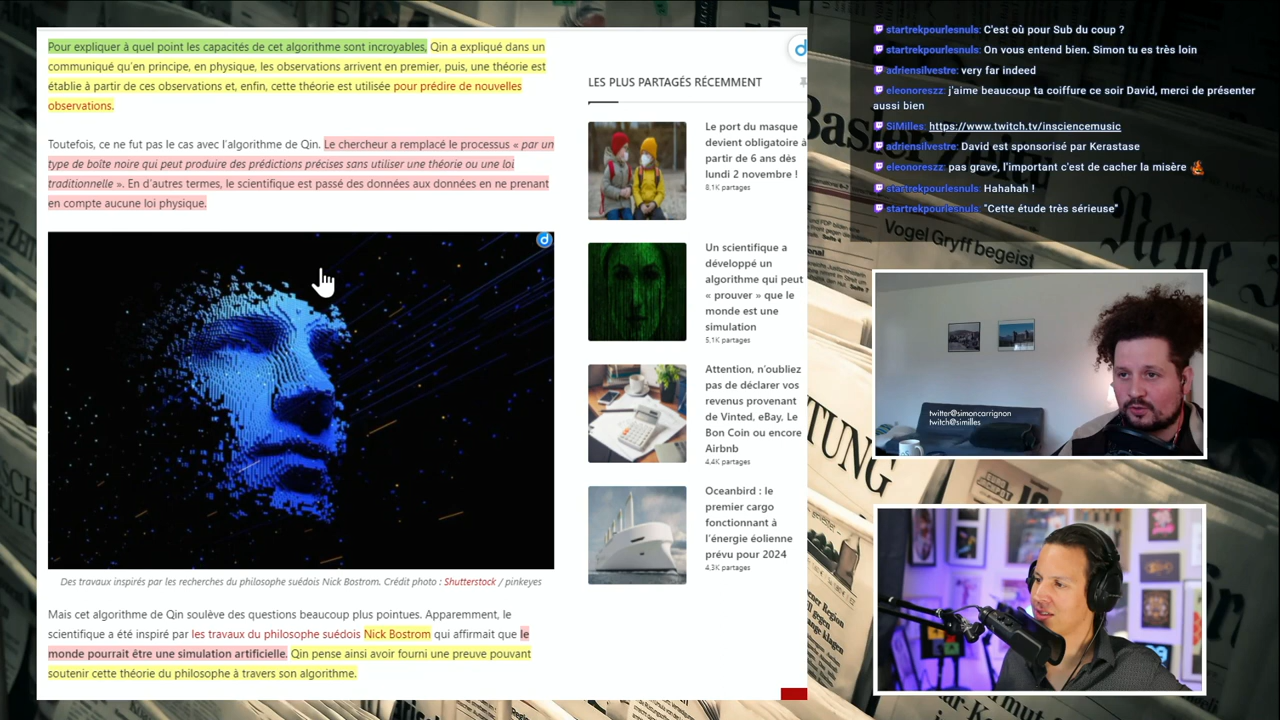 Pour expliquer à quel point les capacités de cet algorithme sont incroyables, Qin a expliqué dans un
communiqué qu'en principe, en physique, les observations arrivent en premier, puis, une théorie est
établie à partir de ces observations et, enfin, cette théorie est utilisée pour prédire de nouvelles
observations.
Toutefois, ce ne fut pas le cas avec l'algorithme de Qin. Le chercheur a remplacé le processus « par un
type de boîte noire qui peut produire des prédictions précises sans utiliser une théorie ou une loi
traditionnelle ». En d'autres termes, le scientifique est passé des données aux données en ne prenant
en compte aucune loi physique.
Des travaux inspirés par les recherches du philosophe suédois Nick Bostrom. Crédit photo : Shutterstock / pinkeyes
Mais cet algorithme de Qin soulève des questions beaucoup plus pointues. Apparemment, le
scientifique a été inspiré par les travaux du philosophe suédois Nick Bostrom qui affirmait que le
monde pourrait être une simulation artificielle. Qin pense ainsi avoir fourni une preuve pouvant
soutenir cette théorie du philosophe à travers son algorithme.
LES PLUS PARTAGÉS RÉCEMMENT
Le port du masque
devient obligatoire à
partir de 6 ans dès
lundi 2 novembre !
8,1K partages
Un scientifique a
développé un
algorithme qui peut
« prouver » que le
monde est une
simulation
5,1K partages
Attention, n'oubliez
pas de déclarer vos
revenus provenant
de Vinted, eBay, Le
Bon Coin ou encore
Airbnb
4,4K partages
Oceanbird : le
premier cargo
fonctionnant à
l'énergie éolienne
prévu pour 2024
4,3K partages
startrekpourlesnuls: C'est où pour Sub du coup ?
startrekpourlesnuls: On vous entend bien. Simon tu es très loin
adriensilvestre: very far indeed
eleonoreszz: j'aime beaucoup ta coiffure ce soir David, merci de présenter
aussi bien
SiMilles: https://www.twitch.tv/insciencemusic
adriensilvestre: David est sponsorisé par Kerastase
eleonoreszz: pas grave, l'important c'est de cacher la misère
startrekpourlesnuls: Hahahah !
startrekpourlesnuls: "Cette étude très sérieuse"
Vogel Gryff begeist
twitter@simoncarrignon
twitch@similles